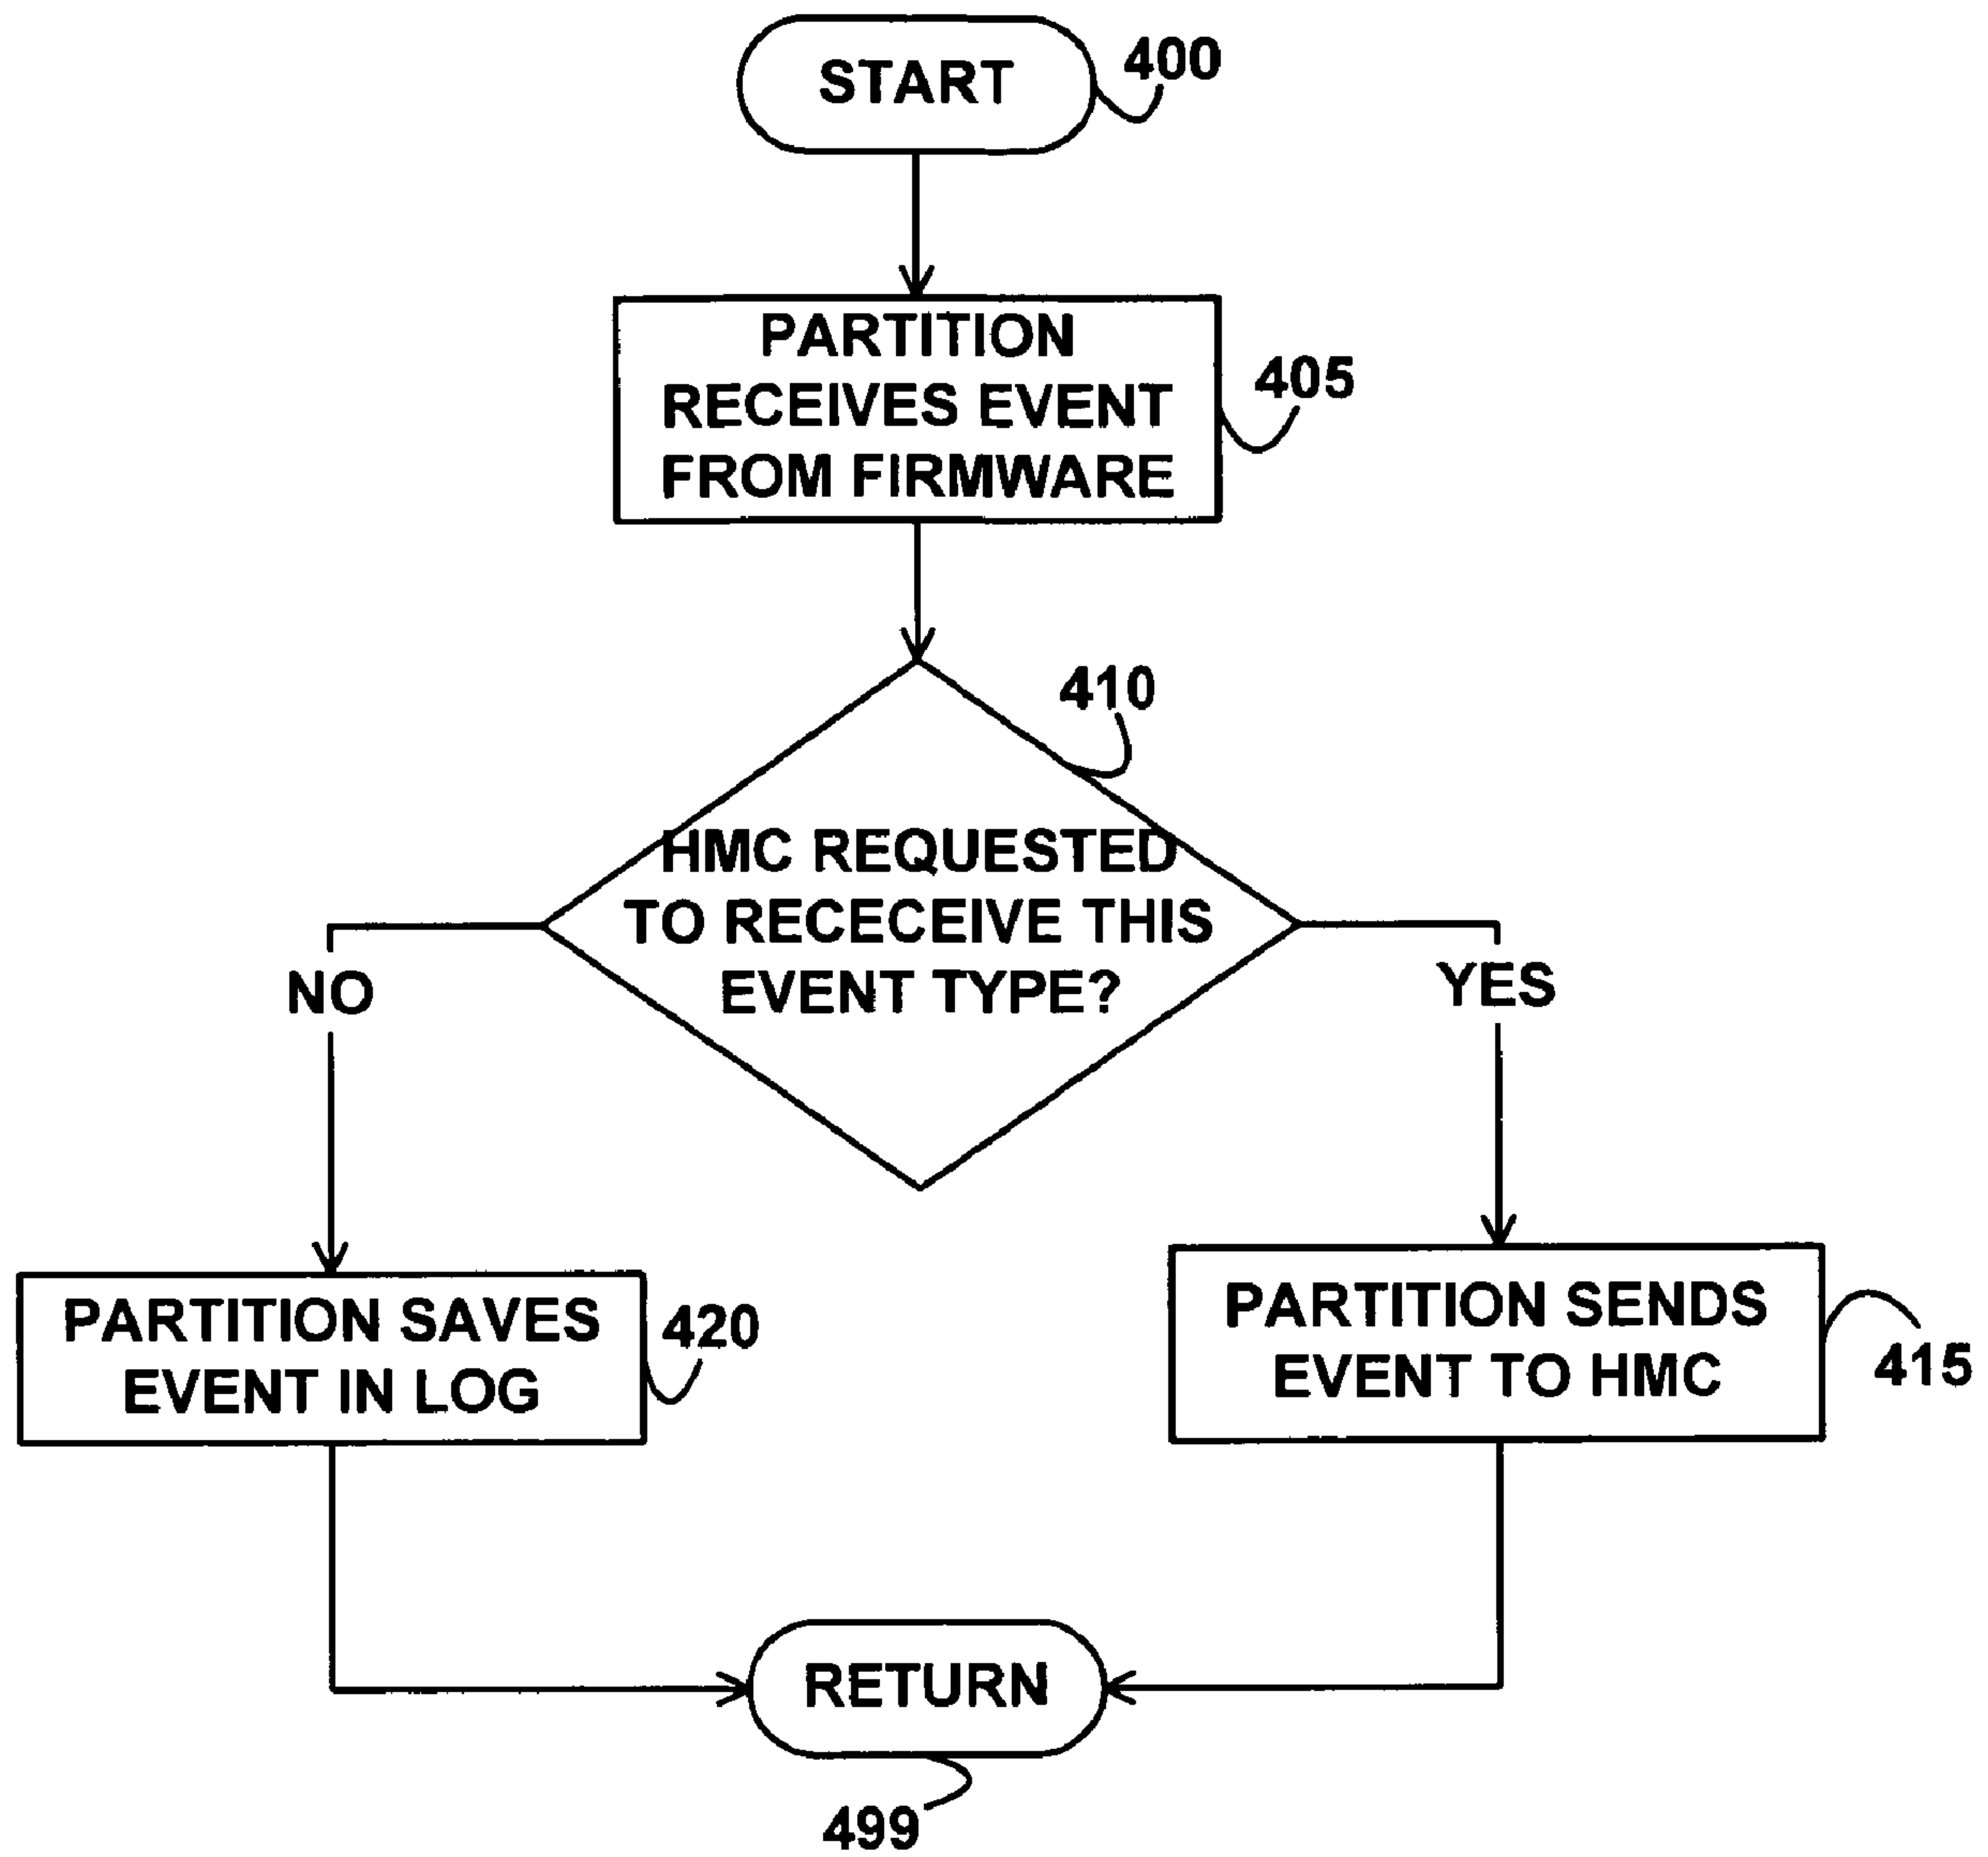 START
400
PARTITION
RECEIVES EVENT
FROM FIRMWARE
405
410
HMC REQUESTED
TO RECECEIVE THIS
EVENT TYPE?
NO
YES
PARTITION SAVES
EVENT IN LOG
420
PARTITION SENDS
EVENT TO HMC
415
RETURN
499